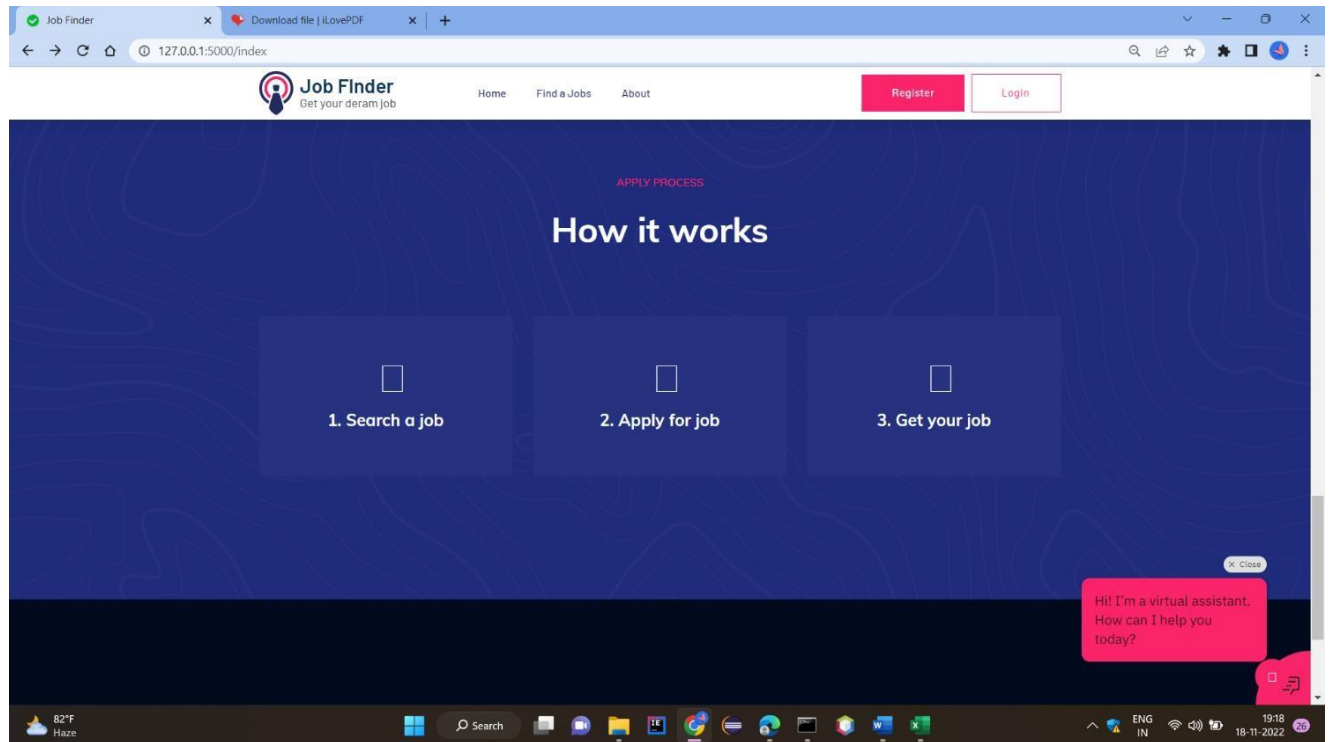 Job Finder
Download file | iLovePDF
127.0.0.1:5000/index
Job FInder
Get your deram job
Home Find a Jobs About Register Login
APPLY PROCESS
How it works
1. Search a job
2. Apply for job
3. Get your job
X Close
Hi! I'm a virtual assistant.
How can I help you
today?
82°F
Haze
Search
ENG
IN
19:18
18-11-2022
26